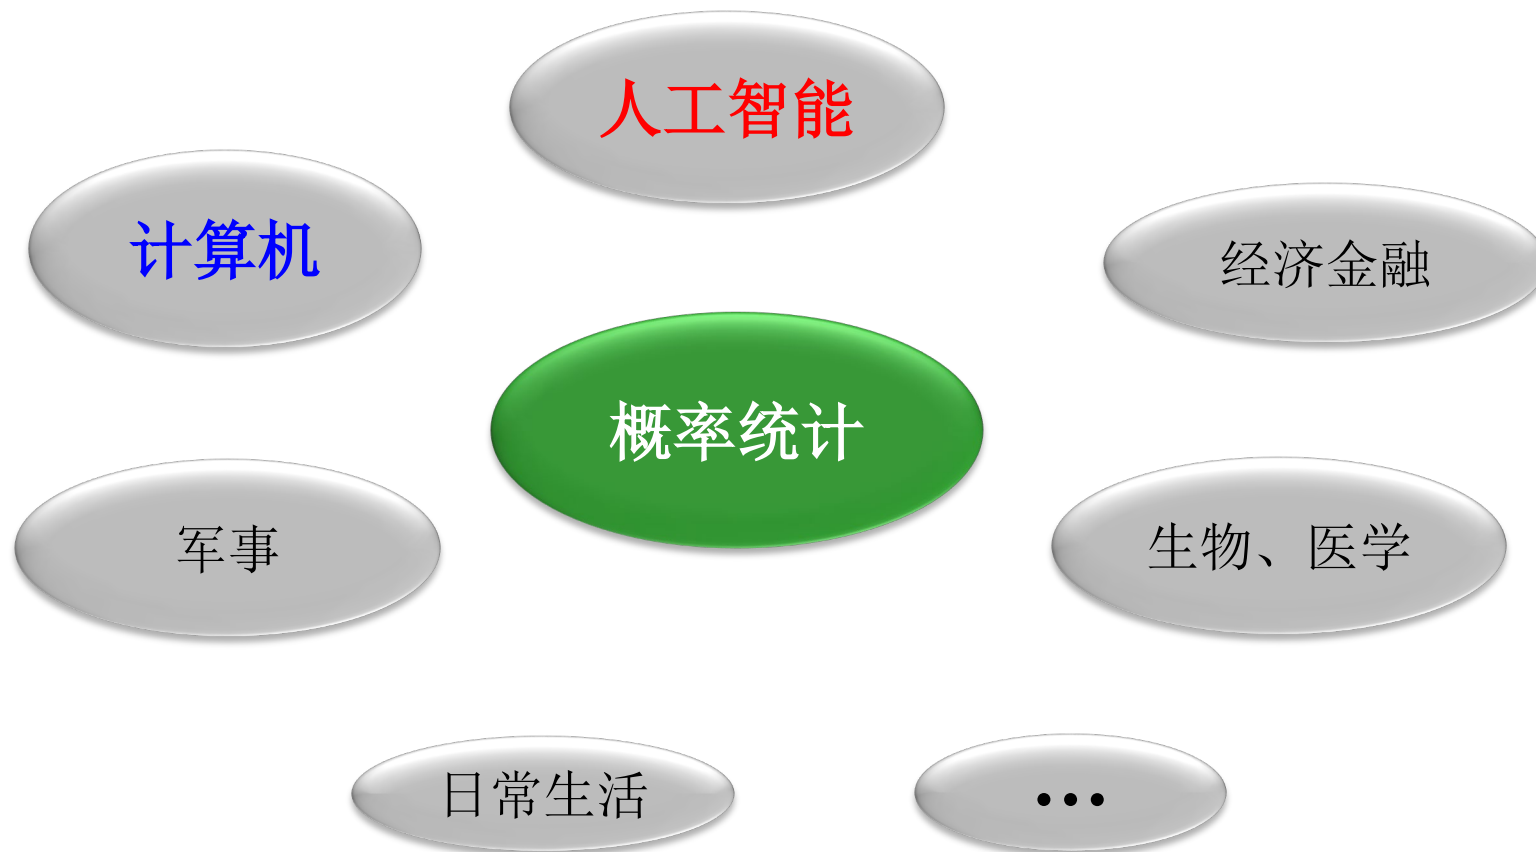 人工智能
计算机
经济金融
概率统计
军事
生物、医学
日常生活
…